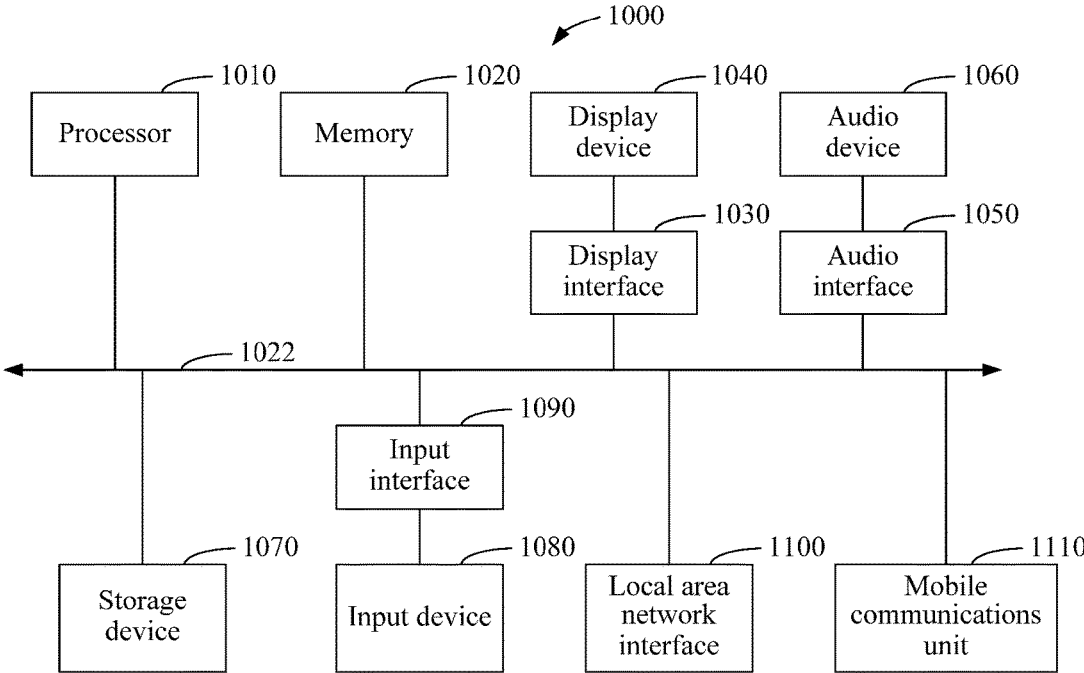 1000
1010
1020
1040
1060
Processor
Memory
Display
device
Audio
device
1030
1050
Display
interface
Audio
interface
1022
1090
Input
interface
1070
1080
1100
1110
Storage
device
Input device
Local area
network
interface
Mobile
communications
unit